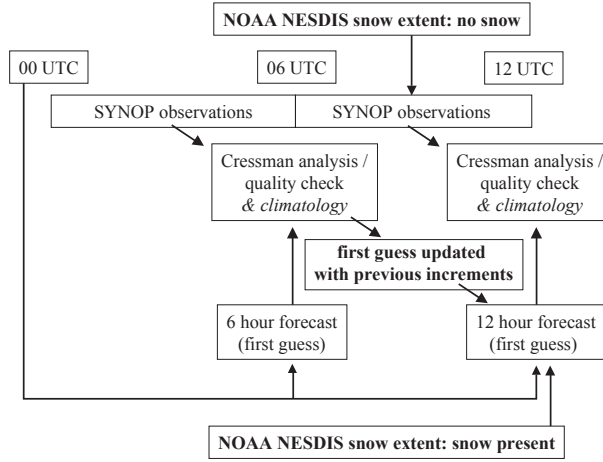 NOAA NESDIS snow extent: no snow
00 UTC
06 UTC
12 UTC
SYNOP observations
SYNOP observations
Cressman analysis /
quality check
& climatology
Cressman analysis /
quality check
& climatology
first guess updated
with previous increments
6 hour forecast
(first guess)
12 hour forecast
(first guess)
NOAA NESDIS snow extent: snow present